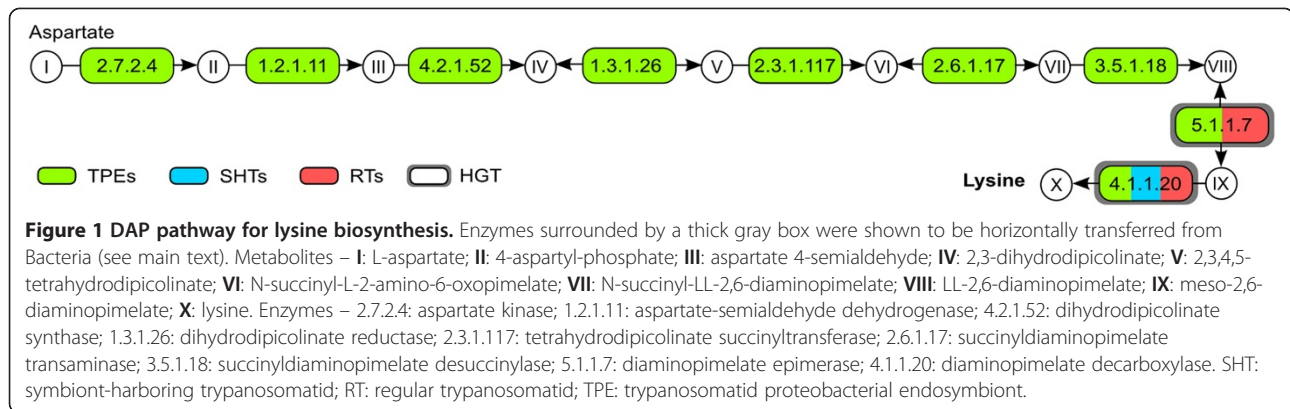 Aspartate
I 2.7.2.4 II 1.2.1.11 III 4.2.1.52 IV 1.3.1.26 V 2.3.1.117 VI 2.6.1.17 VII 3.5.1.18 VIII
5.1.1.7
TPEs SHTs RTs HGT
Lysine X 4.1.1.20 IX
Figure 1 DAP pathway for lysine biosynthesis. Enzymes surrounded by a thick gray box were shown to be horizontally transferred from
Bacteria (see main text). Metabolites – I: L-aspartate; II: 4-aspartyl-phosphate; III: aspartate 4-semialdehyde; IV: 2,3-dihydrodipicolinate; V: 2,3,4,5-
tetrahydrodipicolinate; VI: N-succinyl-L-2-amino-6-oxopimelate; VII: N-succinyl-LL-2,6-diaminopimelate; VIII: LL-2,6-diaminopimelate; IX: meso-2,6-
diaminopimelate; X: lysine. Enzymes – 2.7.2.4: aspartate kinase; 1.2.1.11: aspartate-semialdehyde dehydrogenase; 4.2.1.52: dihydrodipicolinate
synthase; 1.3.1.26: dihydrodipicolinate reductase; 2.3.1.117: tetrahydrodipicolinate succinyltransferase; 2.6.1.17: succinyldiaminopimelate
transaminase; 3.5.1.18: succinyldiaminopimelate desuccinylase; 5.1.1.7: diaminopimelate epimerase; 4.1.1.20: diaminopimelate decarboxylase. SHT:
symbiont-harboring trypanosomatid; RT: regular trypanosomatid; TPE: trypanosomatid proteobacterial endosymbiont.